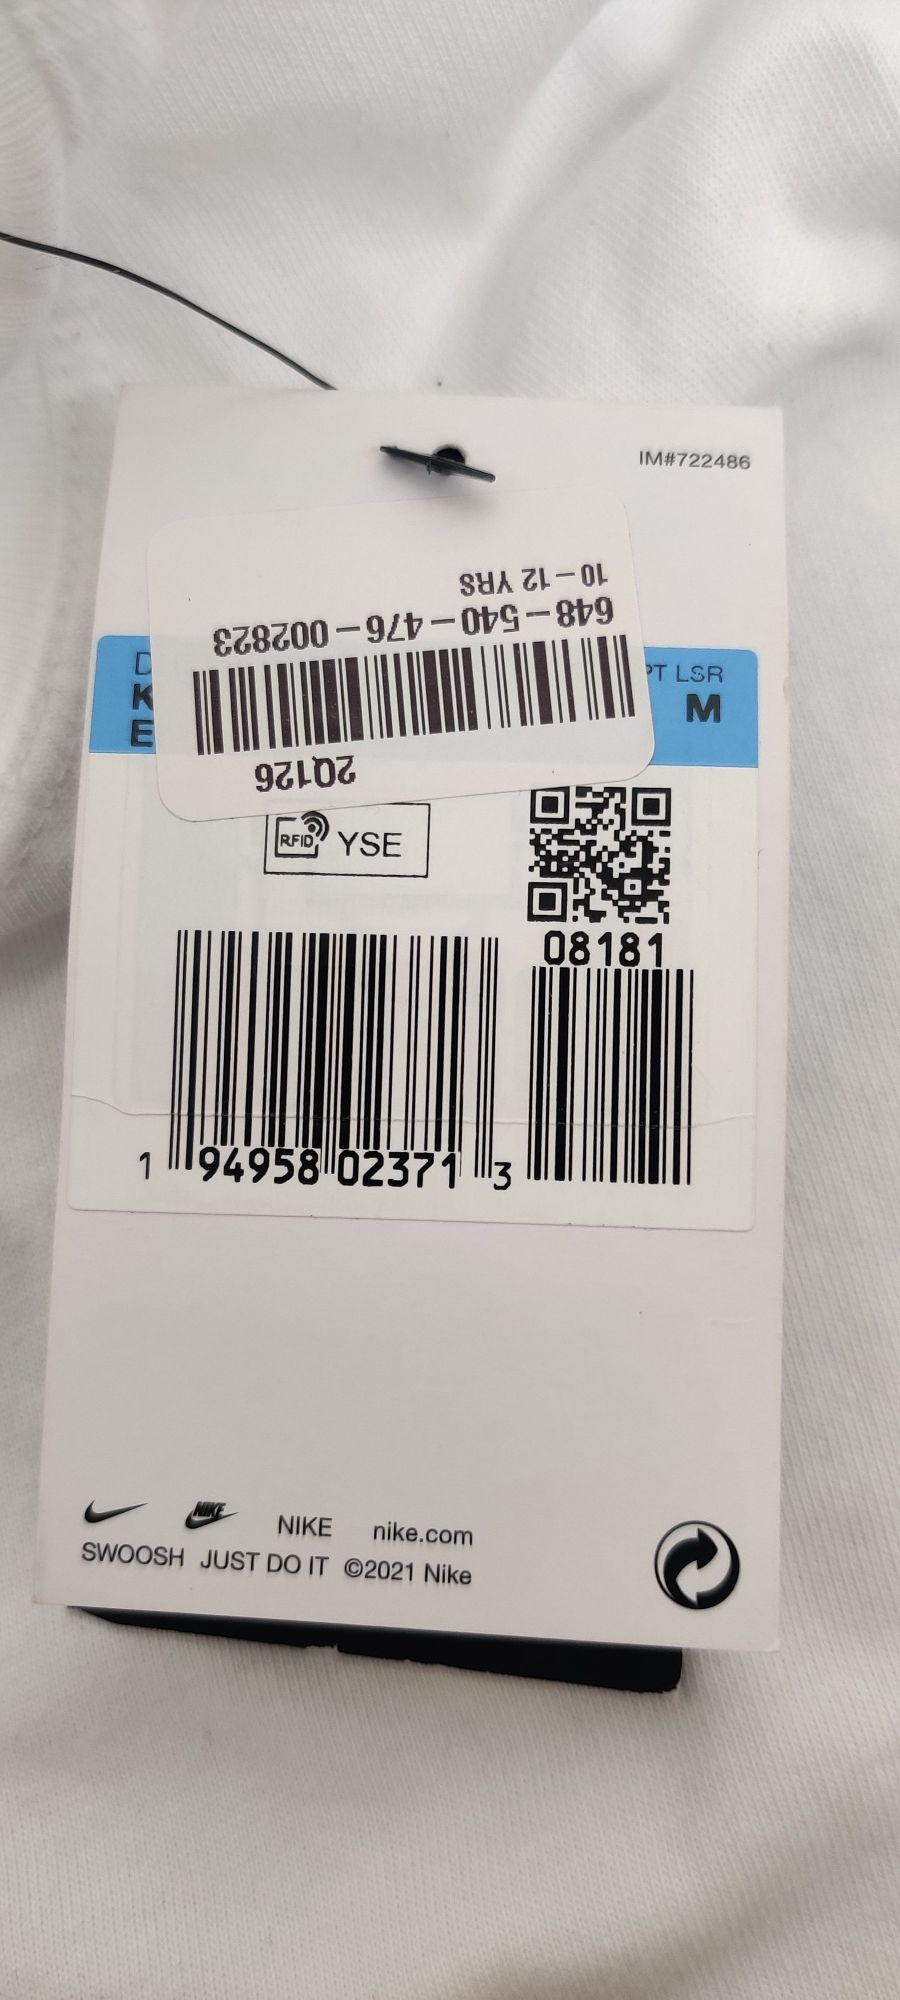 IM#722486
10-12 YRS
648-540-476-002823
2Q126
D
PT LSR
K
M
E
RFID YSE
08181
1 94958 02371 3
NIKE NIKE nike.com
SWOOSH JUST DO IT ©2021 Nike